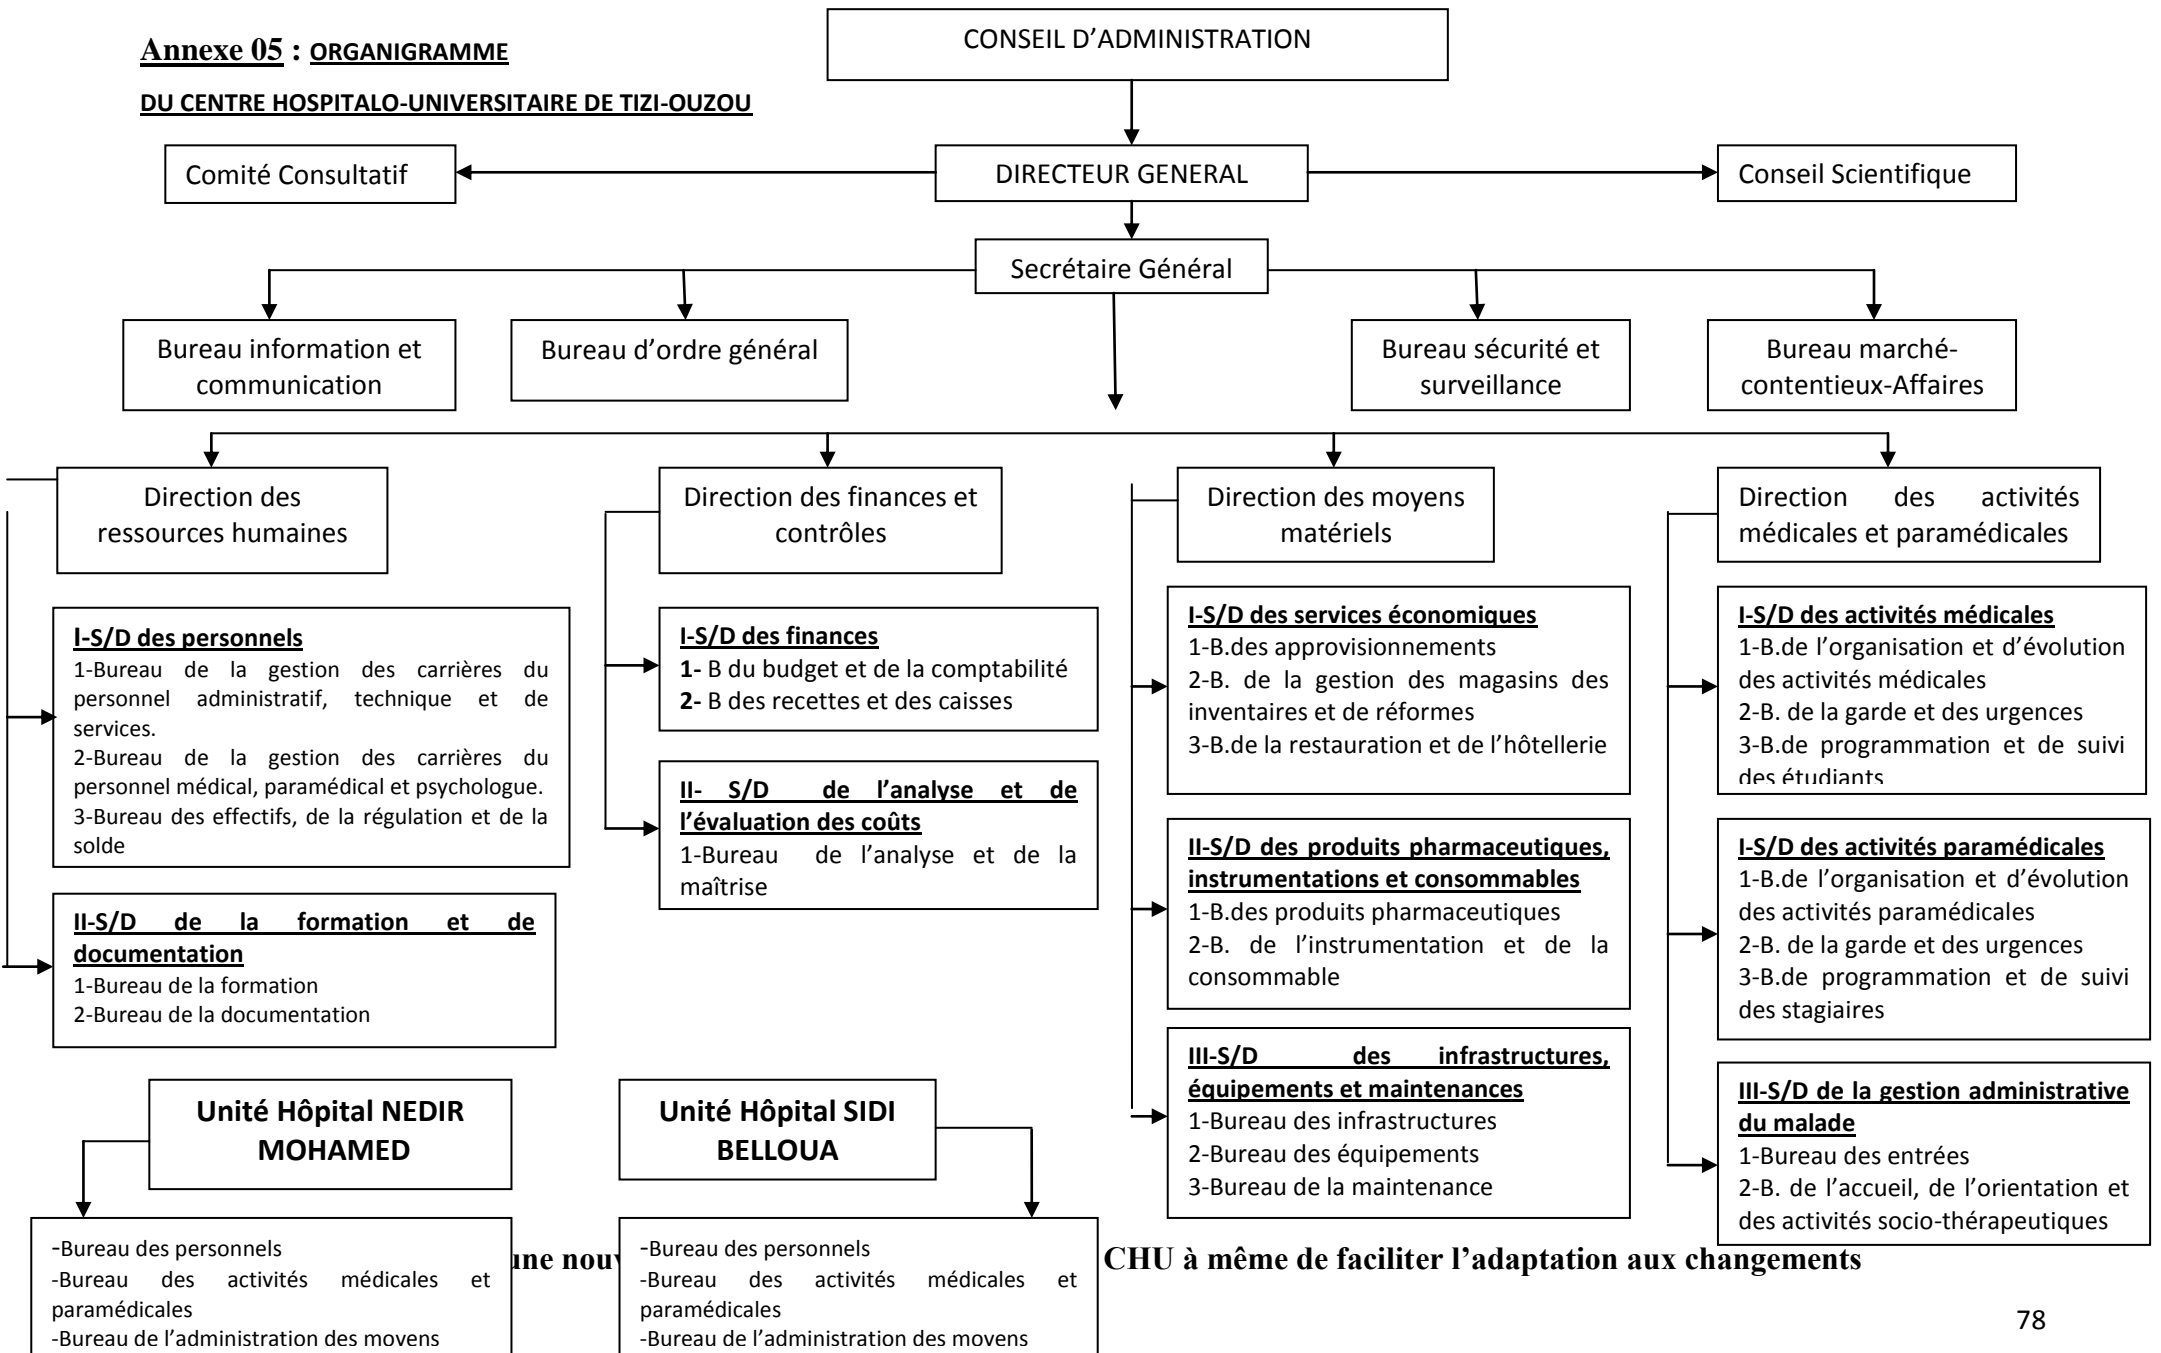 Annexe 05 : ORGANIGRAMME
DU CENTRE HOSPITALO-UNIVERSITAIRE DE TIZI-OUZOU
CONSEIL D'ADMINISTRATION
Comité Consultatif
DIRECTEUR GENERAL
Conseil Scientifique
Secrétaire Général
Bureau information et
communication
Bureau d'ordre général
Bureau sécurité et
surveillance
Bureau marché-
contentieux-Affaires
Direction des
ressources humaines
Direction des finances et
contrôles
Direction des moyens
matériels
Direction des activités
médicales et paramédicales
I-S/D des personnels
1-Bureau de la gestion des carrières du
personnel administratif, technique et de
services.
2-Bureau de la gestion des carrières du
personnel médical, paramédical et psychologue.
3-Bureau des effectifs, de la régulation et de la
solde
II-S/D de la formation et de
documentation
1-Bureau de la formation
2-Bureau de la documentation
I-S/D des finances
1- B du budget et de la comptabilité
2- B des recettes et des caisses
II- S/D de l'analyse et de
l'évaluation des coûts
1-Bureau de l'analyse et de la
maîtrise
I-S/D des services économiques
1-B.des approvisionnements
2-B. de la gestion des magasins des
inventaires et de réformes
3-B.de la restauration et de l'hôtellerie
II-S/D des produits pharmaceutiques,
instrumentations et consommables
1-B.des produits pharmaceutiques
2-B. de l'instrumentation et de la
consommable
III-S/D des infrastructures,
équipements et maintenances
1-Bureau des infrastructures
2-Bureau des équipements
3-Bureau de la maintenance
I-S/D des activités médicales
1-B.de l'organisation et d'évolution
des activités médicales
2-B. de la garde et des urgences
3-B.de programmation et de suivi
des étudiants
I-S/D des activités paramédicales
1-B.de l'organisation et d'évolution
des activités paramédicales
2-B. de la garde et des urgences
3-B.de programmation et de suivi
des stagiaires
III-S/D de la gestion administrative
du malade
1-Bureau des entrées
2-B. de l'accueil, de l'orientation et
des activités socio-thérapeutiques
Unité Hôpital NEDIR
MOHAMED
-Bureau des personnels
-Bureau des activités médicales et
paramédicales
-Bureau de l'administration des moyens
Unité Hôpital SIDI
BELLOUA
-Bureau des personnels
-Bureau des activités médicales et
paramédicales
-Bureau de l'administration des moyens
une nouv CHU à même de faciliter l'adaptation aux changements
78